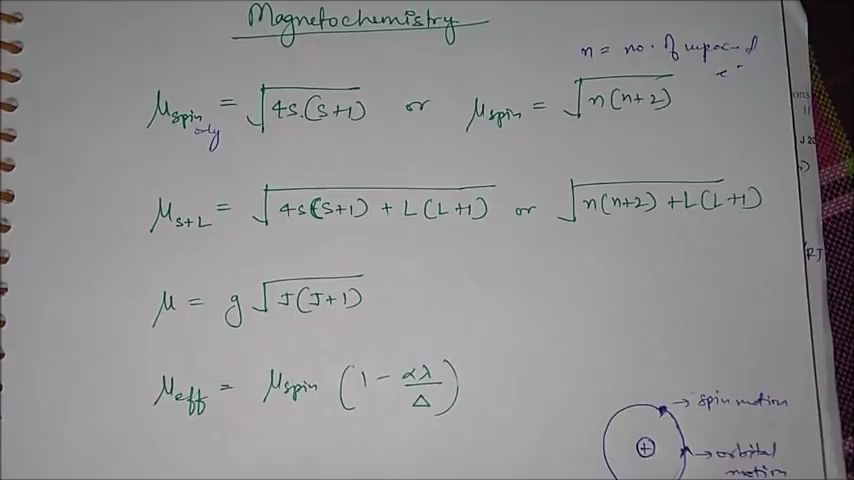 Magnetochemistry
n = no. of unpaired e⁻
μspin only = √4s.(s+1) or μspin = √n(n+2)
μS+L = √4s(s+1) + L(L+1) or √n(n+2) + L(L+1)
μ = g √J(J+1)
μeff = μspin (1 - αλ/Δ)
→ spin motion
+ → orbital
motion